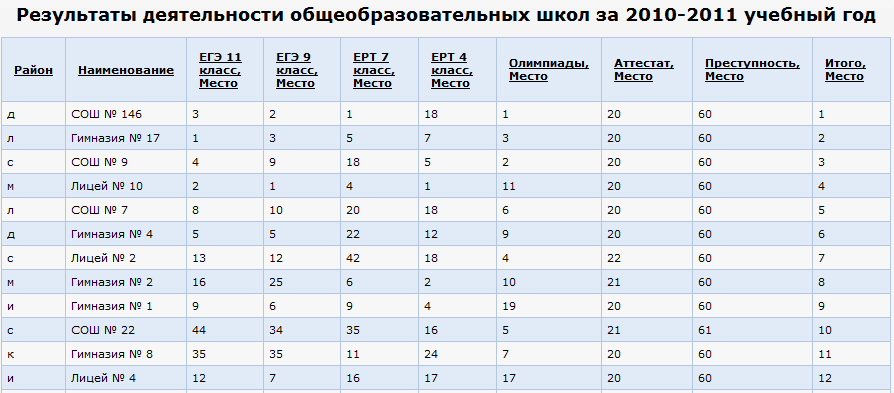 Результаты деятельности общеобразовательных школ за 2010-2011 учебный год
Район Наименование ЕГЭ 11 класс, Место ЕГЭ 9 класс, Место ЕРТ 7 класс, Место ЕРТ 4 класс, Место Олимпиады, Место Аттестат, Место Преступность, Место Итого, Место
д СОШ № 146 3 2 1 18 1 20 60 1
л Гимназия № 17 1 3 5 7 3 20 60 2
с СОШ № 9 4 9 18 5 2 20 60 3
м Лицей № 10 2 1 4 1 11 20 60 4
л СОШ № 7 8 10 20 18 6 20 60 5
д Гимназия № 4 5 5 22 12 9 20 60 6
с Лицей № 2 13 12 42 18 4 22 60 7
м Гимназия № 2 16 25 6 2 10 21 60 8
и Гимназия № 1 9 6 9 4 19 20 60 9
с СОШ № 22 44 34 35 16 5 21 61 10
к Гимназия № 8 35 35 11 24 7 20 60 11
и Лицей № 4 12 7 16 17 17 20 60 12